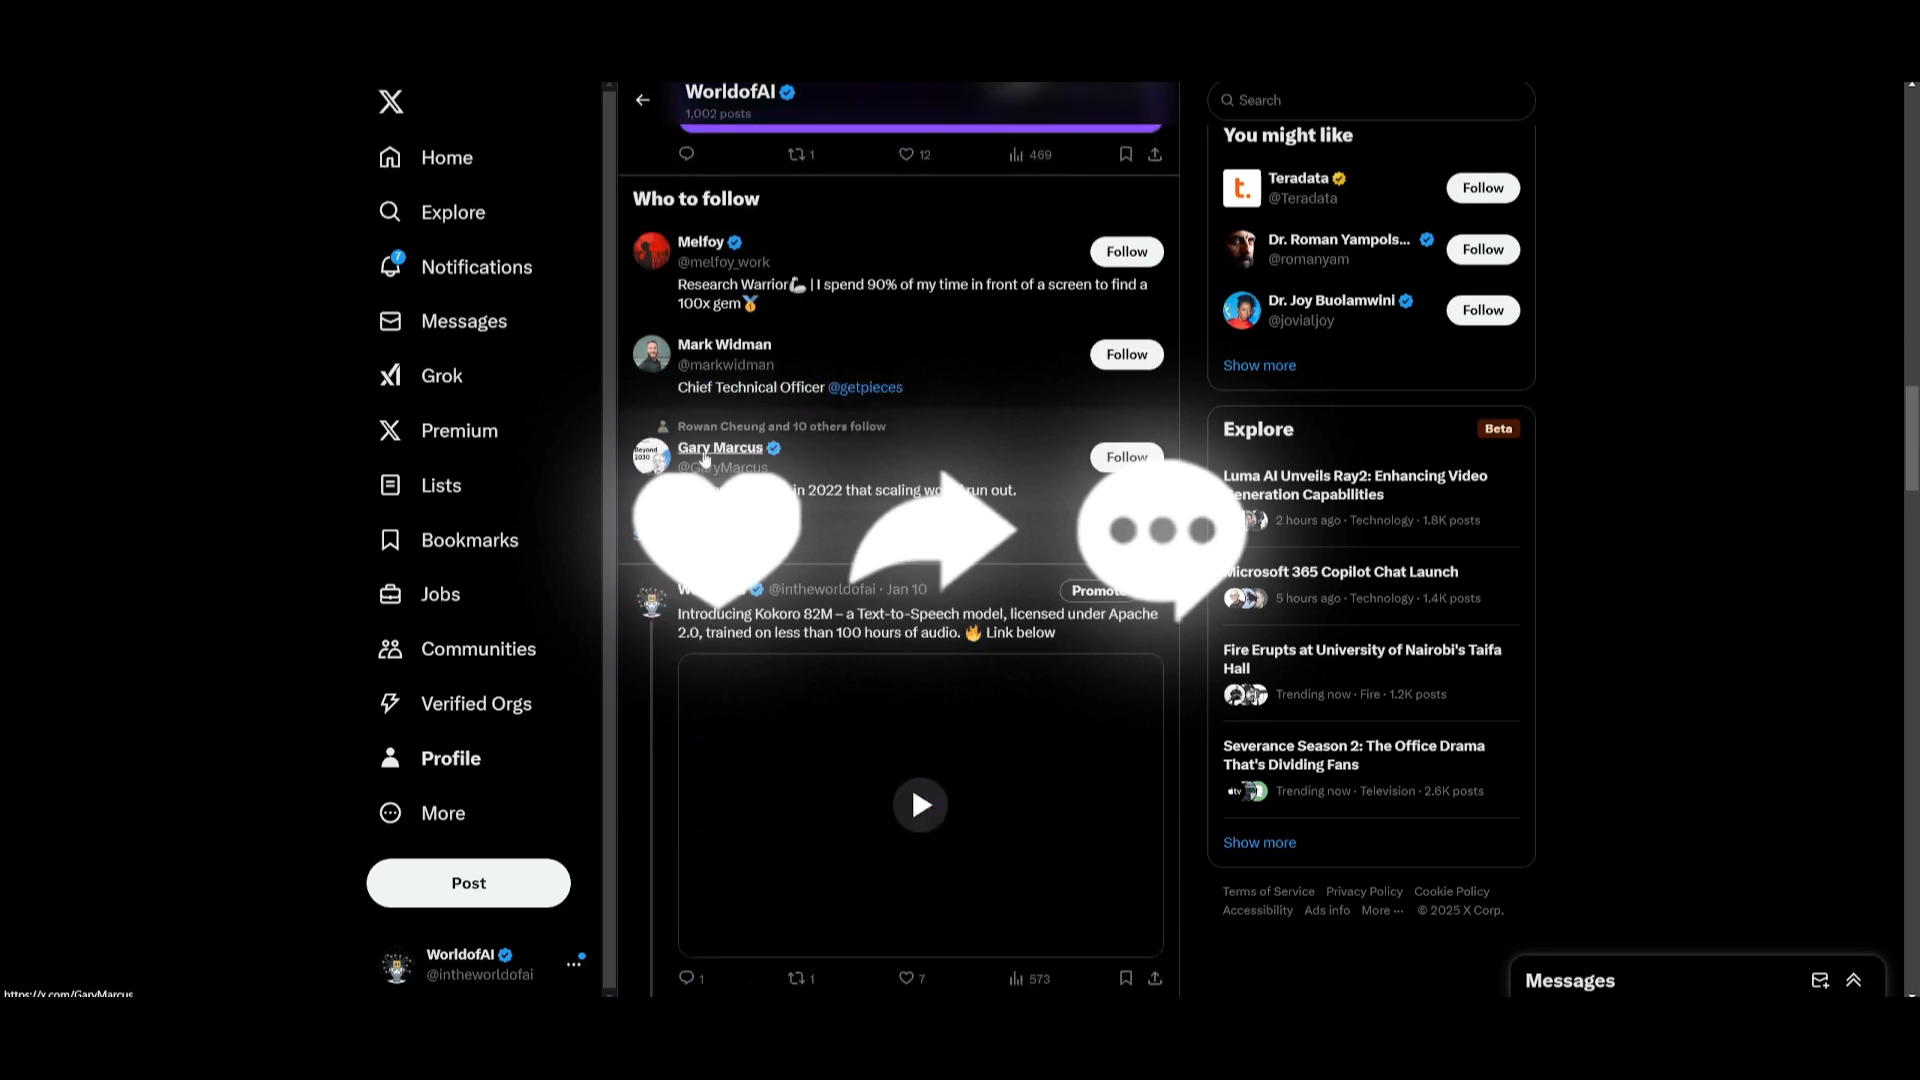 Home
Explore
7
Notifications
Messages
Grok
Premium
Lists
Bookmarks
Jobs
Communities
Verified Orgs
Profile
More
Post
WorldofAI
@intheworldofai
https://x.com/GaryMarcus
WorldofAI
1,002 posts
1
12
469
Who to follow
Melfoy
@melfoy_work
Follow
Research Warrior💪 | I spend 90% of my time in front of a screen to find a
100x gem🥇
Mark Widman
@markwidman
Follow
Chief Technical Officer @getpieces
Rowan Cheung and 10 others follow
Gary Marcus
@GaryMarcus
Follow
in 2022 that scaling run out.
@intheworldofai · Jan 10
Introducing Kokoro 82M – a Text-to-Speech model, licensed under Apache
2.0, trained on less than 100 hours of audio. 🔥 Link below
1
1
7
573
Search
You might like
Teradata
@Teradata
Follow
Dr. Roman Yampols...
@romanyam
Follow
Dr. Joy Buolamwini
@jovialjoy
Follow
Show more
Explore
Beta
Luma AI Unveils Ray2: Enhancing Video
Generation Capabilities
2 hours ago · Technology · 1.8K posts
Microsoft 365 Copilot Chat Launch
5 hours ago · Technology · 1.4K posts
Fire Erupts at University of Nairobi's Taifa
Hall
Trending now · Fire · 1.2K posts
Severance Season 2: The Office Drama
That's Dividing Fans
Trending now · Television · 2.6K posts
Show more
Terms of Service Privacy Policy Cookie Policy
Accessibility Ads info More ··· © 2025 X Corp.
Messages